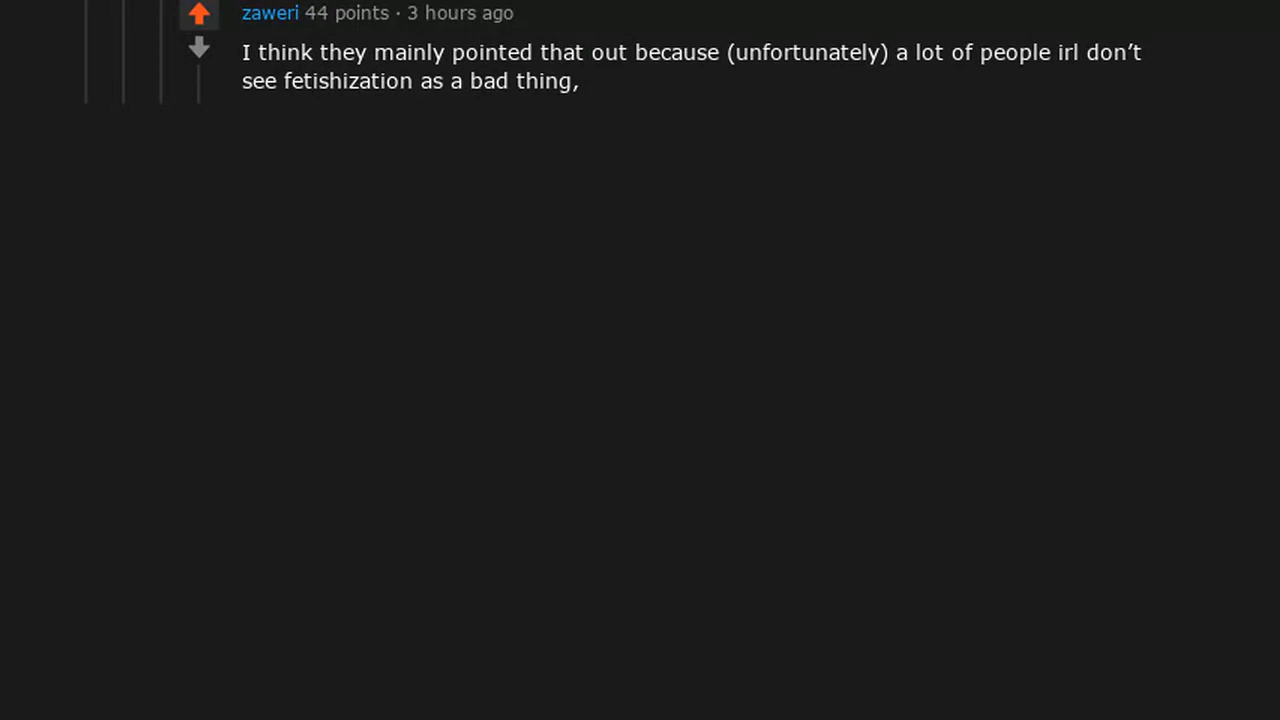 zaweri 44 points · 3 hours ago
I think they mainly pointed that out because (unfortunately) a lot of people irl don’t
see fetishization as a bad thing,